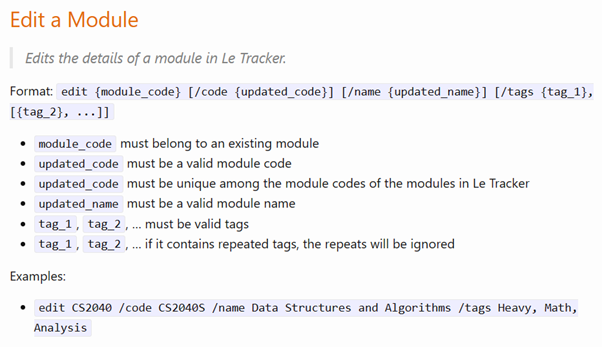 Edit a Module
Edits the details of a module in Le Tracker.
Format: edit {module_code} [/code {updated_code}] [/name {updated_name}] [/tags {tag_1},
[{tag_2}, ...]]
module_code must belong to an existing module
updated_code must be a valid module code
updated_code must be unique among the module codes of the modules in Le Tracker
updated_name must be a valid module name
tag_1, tag_2, ... must be valid tags
tag_1, tag_2, ... if it contains repeated tags, the repeats will be ignored
Examples:
edit CS2040 /code CS2040S /name Data Structures and Algorithms /tags Heavy, Math,
Analysis